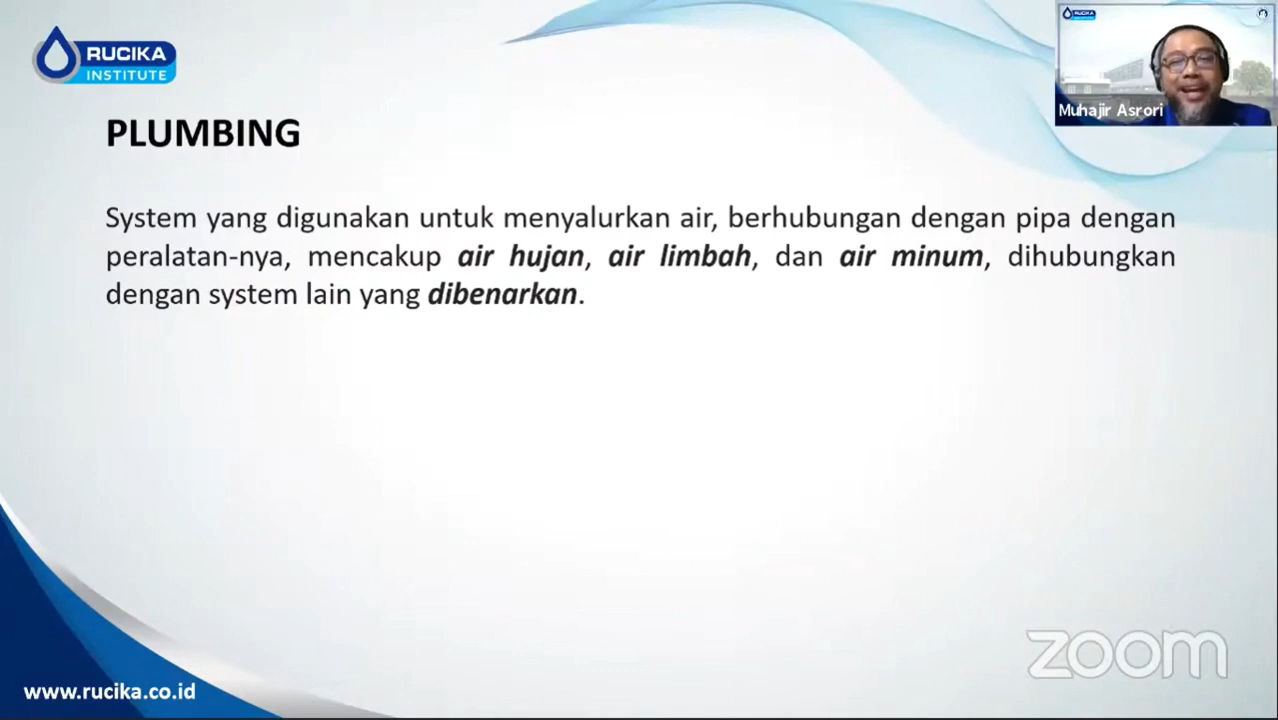 RUCIKA
INSTITUTE
Muhajir Asrori
PLUMBING
System yang digunakan untuk menyalurkan air, berhubungan dengan pipa dengan
peralatan-nya, mencakup air hujan, air limbah, dan air minum, dihubungkan
dengan system lain yang dibenarkan.
zoom
www.rucika.co.id